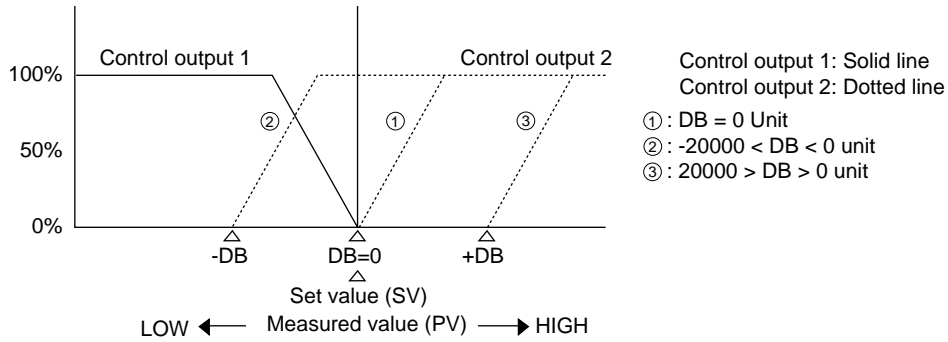 Control output 1
Control output 2
100%
50%
0%
②
①
③
-DB
DB=0
+DB
Set value (SV)
LOW
Measured value (PV)
HIGH
Control output 1: Solid line
Control output 2: Dotted line
① : DB = 0 Unit
② : -20000 < DB < 0 unit
③ : 20000 > DB > 0 unit